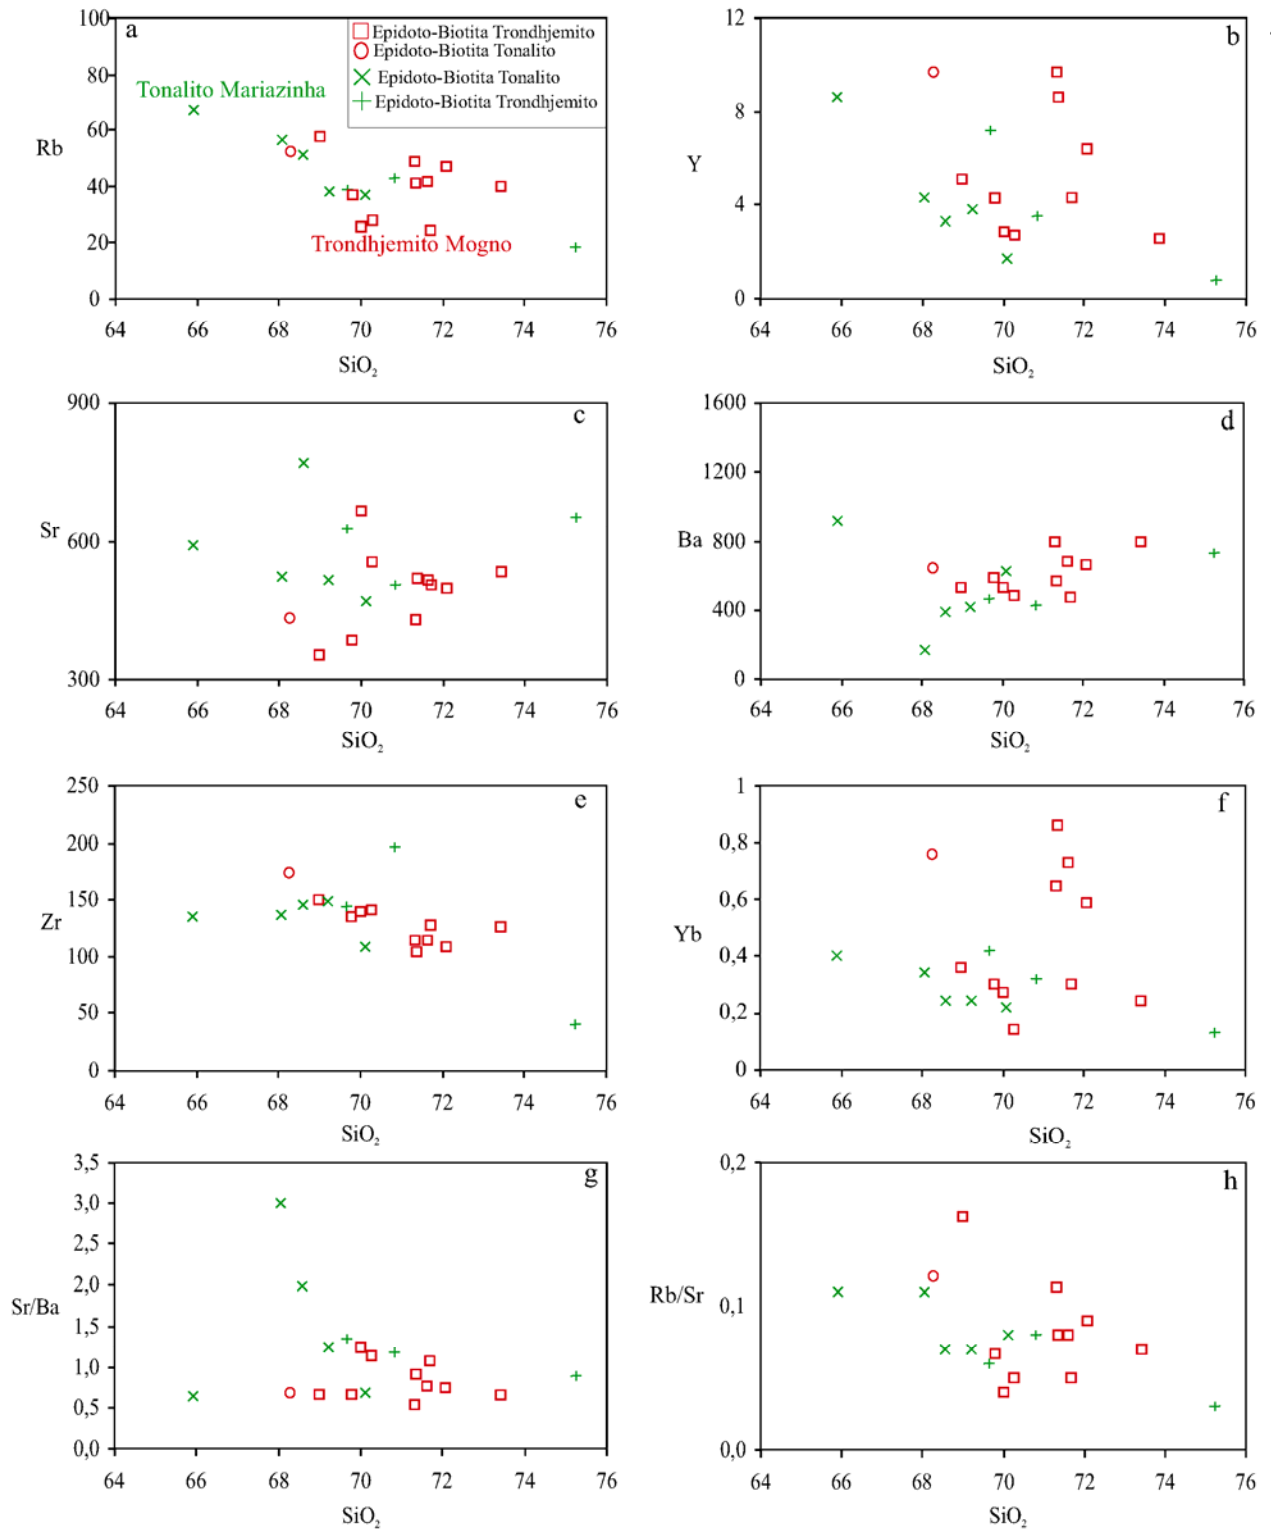 a
Epidoto-Biotita Trondhjemito
Epidoto-Biotita Tonalito
Epidoto-Biotita Tonalito
Epidoto-Biotita Trondhjemito
Tonalito Mariazinha
Trondhjemito Mogno
Rb
100
80
60
40
20
0
64 66 68 70 72 74 76
SiO₂
b
Y
12
8
4
0
64 66 68 70 72 74 76
SiO₂
c
Sr
900
600
300
64 66 68 70 72 74 76
SiO₂
d
Ba
1600
1200
800
400
0
64 66 68 70 72 74 76
SiO₂
e
Zr
250
200
150
100
50
0
64 66 68 70 72 74 76
SiO₂
f
Yb
1
0,8
0,6
0,4
0,2
0
64 66 68 70 72 74 76
SiO₂
g
Sr/Ba
3,5
3,0
2,5
2,0
1,5
1,0
0,5
0,0
64 66 68 70 72 74 76
SiO₂
h
Rb/Sr
0,2
0,1
0,0
64 66 68 70 72 74 76
SiO₂